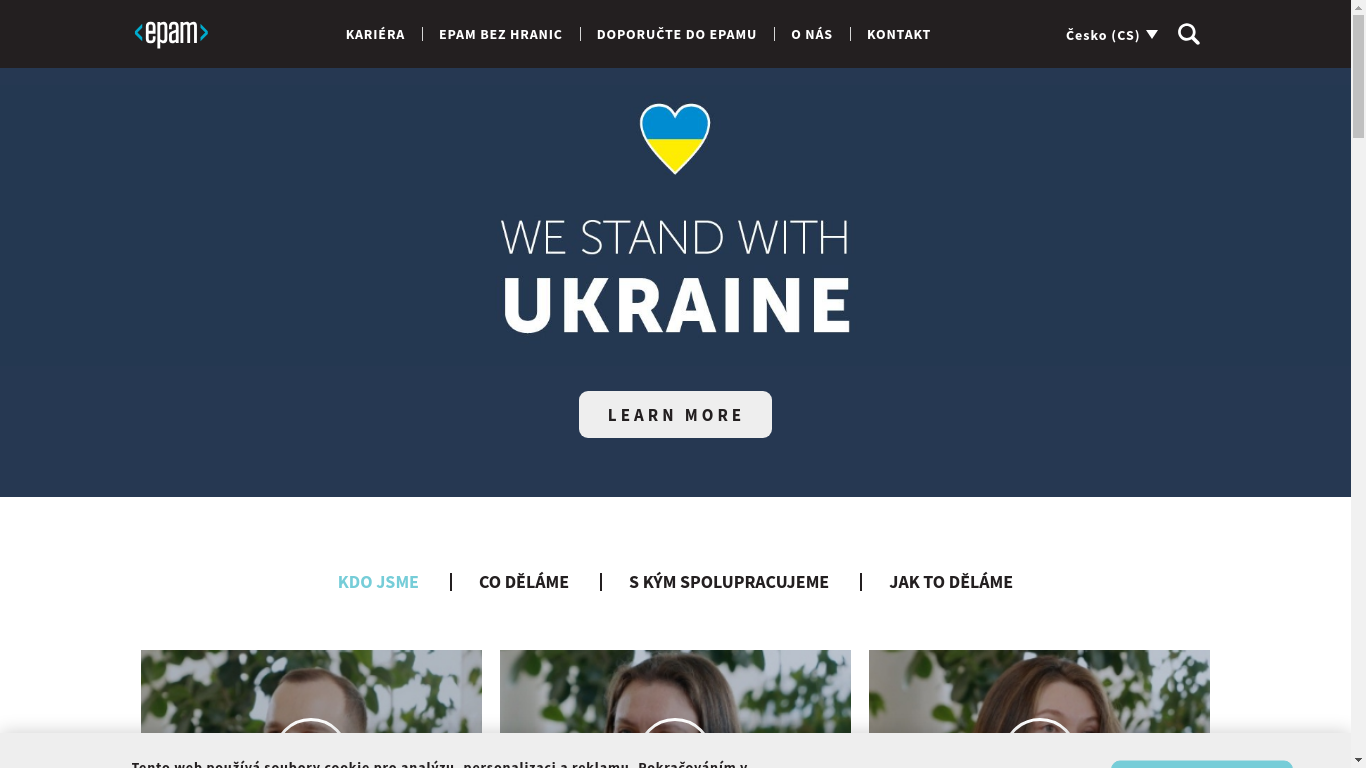 <epam>
KARIÉRA
EPAM BEZ HRANIC
DOPORUČTE DO EPAMU
O NÁS
KONTAKT
Česko (CS)
WE STAND WITH
UKRAINE
LEARN MORE
KDO JSME
CO DĚLÁME
S KÝM SPOLUPRACUJEME
JAK TO DĚLÁME
Tento web používá soubory cookie pro analýzu, personalizaci a reklamu. Pokračováním v